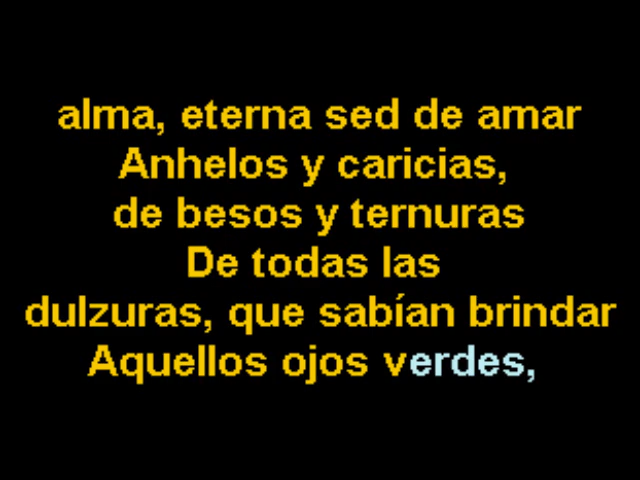 alma, eterna sed de amar
Anhelos y caricias,
de besos y ternuras
De todas las
dulzuras, que sabían brindar
Aquellos ojos verdes,